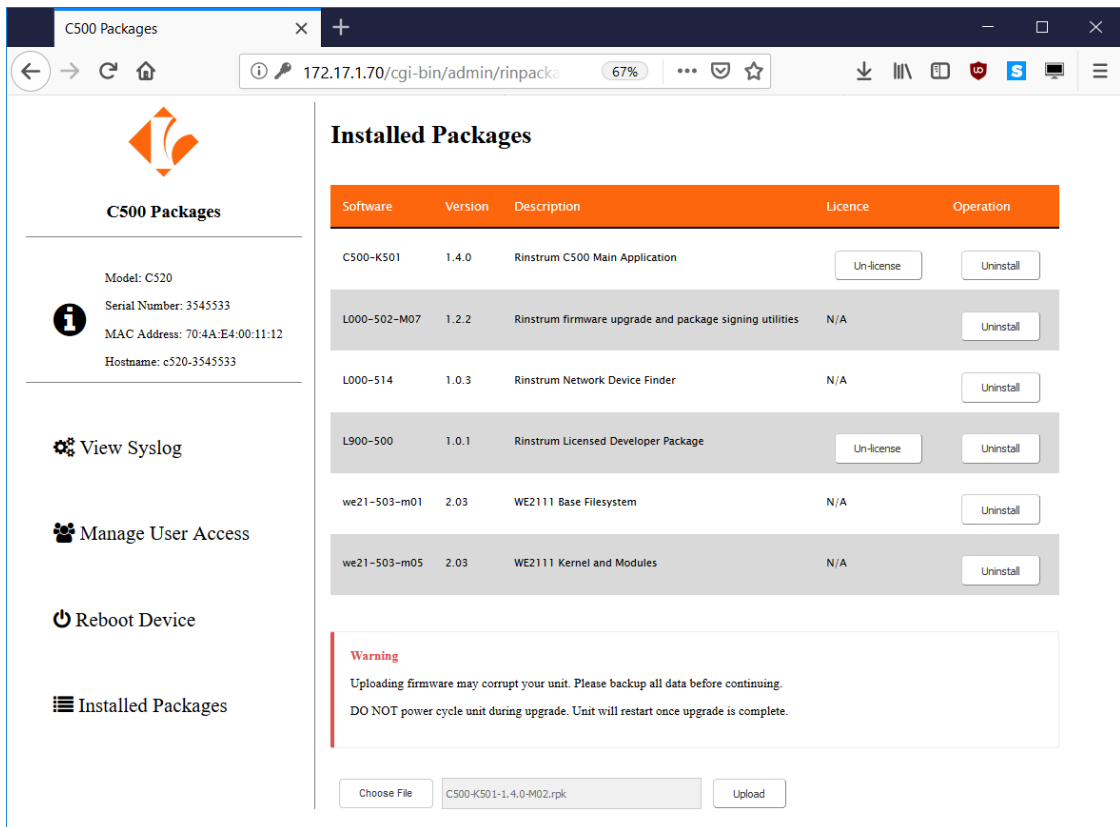 C500 Packages
172.17.1.70/cgi-bin/admin/rinpacka
67%
C500 Packages
Model: C520
Serial Number: 3545533
MAC Address: 70:4A:E4:00:11:12
Hostname: c520-3545533
View Syslog
Manage User Access
Reboot Device
Installed Packages
Installed Packages
Software Version Description Licence Operation
C500-K501 1.4.0 Rinstrum C500 Main Application Un-license Uninstall
L000-502-M07 1.2.2 Rinstrum firmware upgrade and package signing utilities N/A Uninstall
L000-514 1.0.3 Rinstrum Network Device Finder N/A Uninstall
L900-500 1.0.1 Rinstrum Licensed Developer Package Un-license Uninstall
we21-503-m01 2.03 WE2111 Base Filesystem N/A Uninstall
we21-503-m05 2.03 WE2111 Kernel and Modules N/A Uninstall
Warning
Uploading firmware may corrupt your unit. Please backup all data before continuing.
DO NOT power cycle unit during upgrade. Unit will restart once upgrade is complete.
Choose File C500-K501-1.4.0-M02.rpk Upload